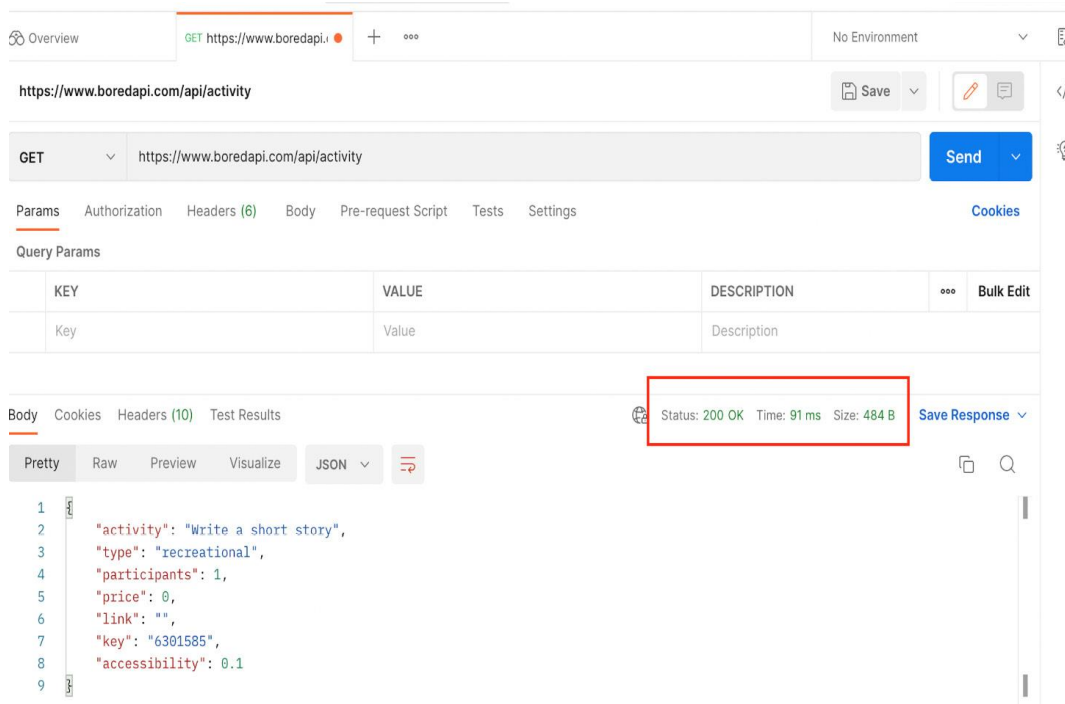 Overview GET https://www.boredapi. No Environment
https://www.boredapi.com/api/activity Save
GET https://www.boredapi.com/api/activity Send
Params Authorization Headers (6) Body Pre-request Script Tests Settings Cookies
Query Params
KEY VALUE DESCRIPTION ooo Bulk Edit
Key Value Description
Body Cookies Headers (10) Test Results Status: 200 OK Time: 91 ms Size: 484 B Save Response
Pretty Raw Preview Visualize JSON
1 {
2 "activity": "Write a short story",
3 "type": "recreational",
4 "participants": 1,
5 "price": 0,
6 "link": "",
7 "key": "6301585",
8 "accessibility": 0.1
9 }